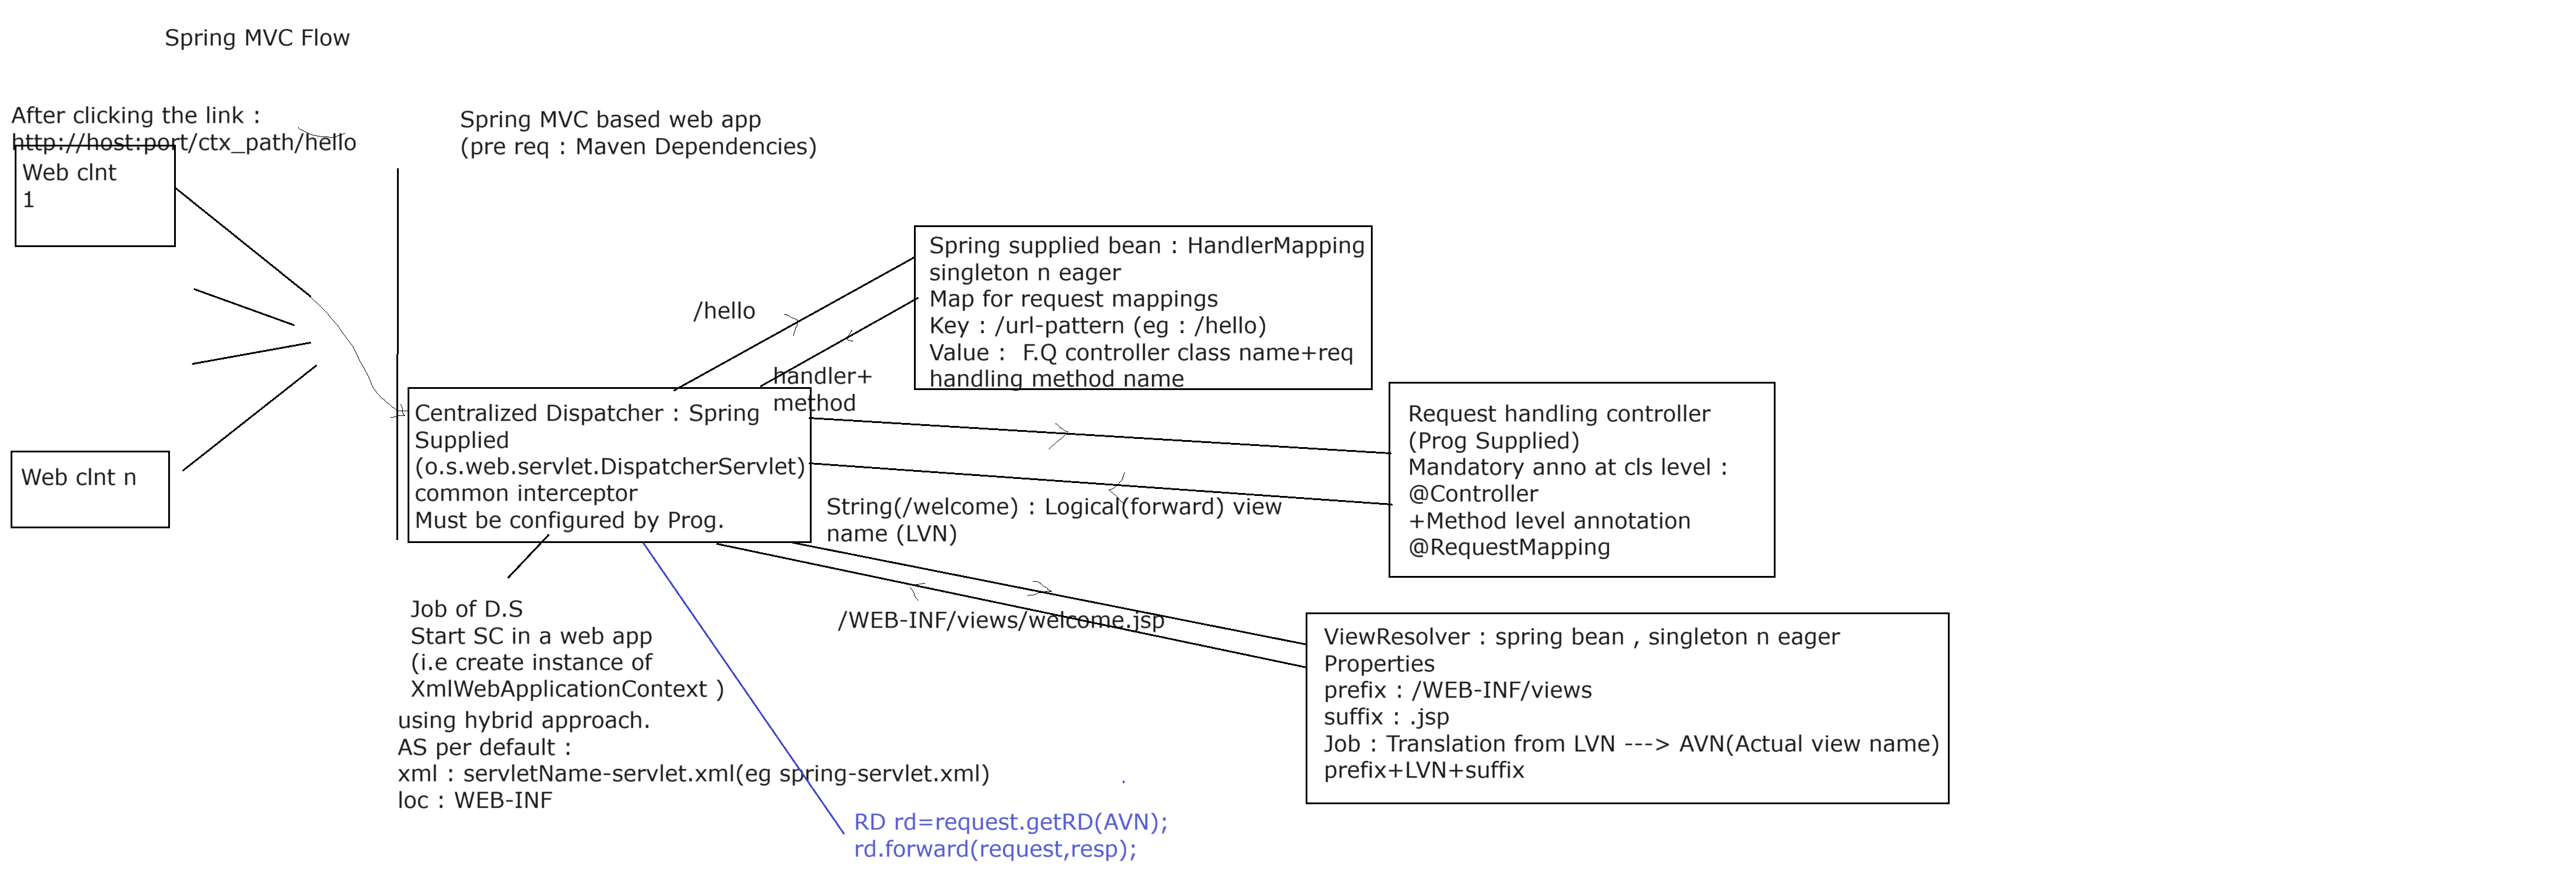 Spring MVC Flow
After clicking the link :
http://host:port/ctx_path/hello
Web clnt
1
Web clnt n
Spring MVC based web app
(pre req : Maven Dependencies)
/hello
handler+
method
Spring supplied bean : HandlerMapping
singleton n eager
Map for request mappings
Key : /url-pattern (eg : /hello)
Value :  F.Q controller class name+req
handling method name
Centralized Dispatcher : Spring
Supplied
(o.s.web.servlet.DispatcherServlet)
common interceptor
Must be configured by Prog.
Request handling controller
(Prog Supplied)
Mandatory anno at cls level :
@Controller
+Method level annotation
@RequestMapping
String(/welcome) : Logical(forward) view
name (LVN)
/WEB-INF/views/welcome.jsp
Job of D.S
Start SC in a web app
(i.e create instance of
XmlWebApplicationContext )
using hybrid approach.
AS per default :
xml : servletName-servlet.xml(eg spring-servlet.xml)
loc : WEB-INF
ViewResolver : spring bean , singleton n eager
Properties
prefix : /WEB-INF/views
suffix : .jsp
Job : Translation from LVN ---> AVN(Actual view name)
prefix+LVN+suffix
RD rd=request.getRD(AVN);
rd.forward(request,resp);